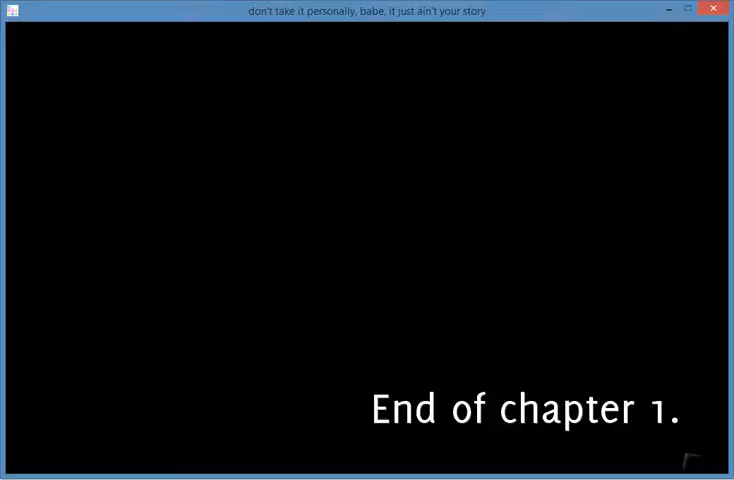 don't take it personally, babe, it just ain't your story
End of chapter 1.